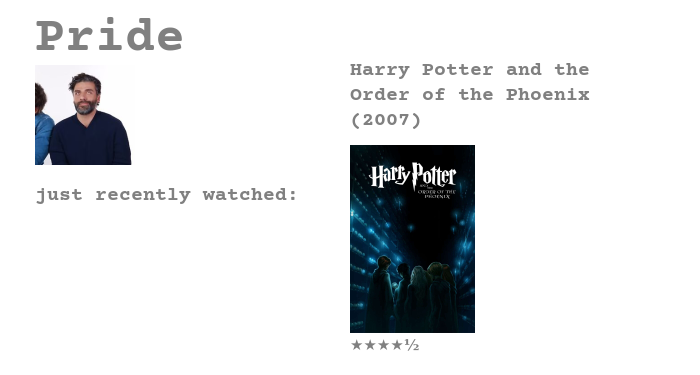 Pride
just recently watched:
Harry Potter and the
Order of the Phoenix
(2007)
Harry Potter
AND THE
ORDER OF THE
PHOENIX
★★★★½